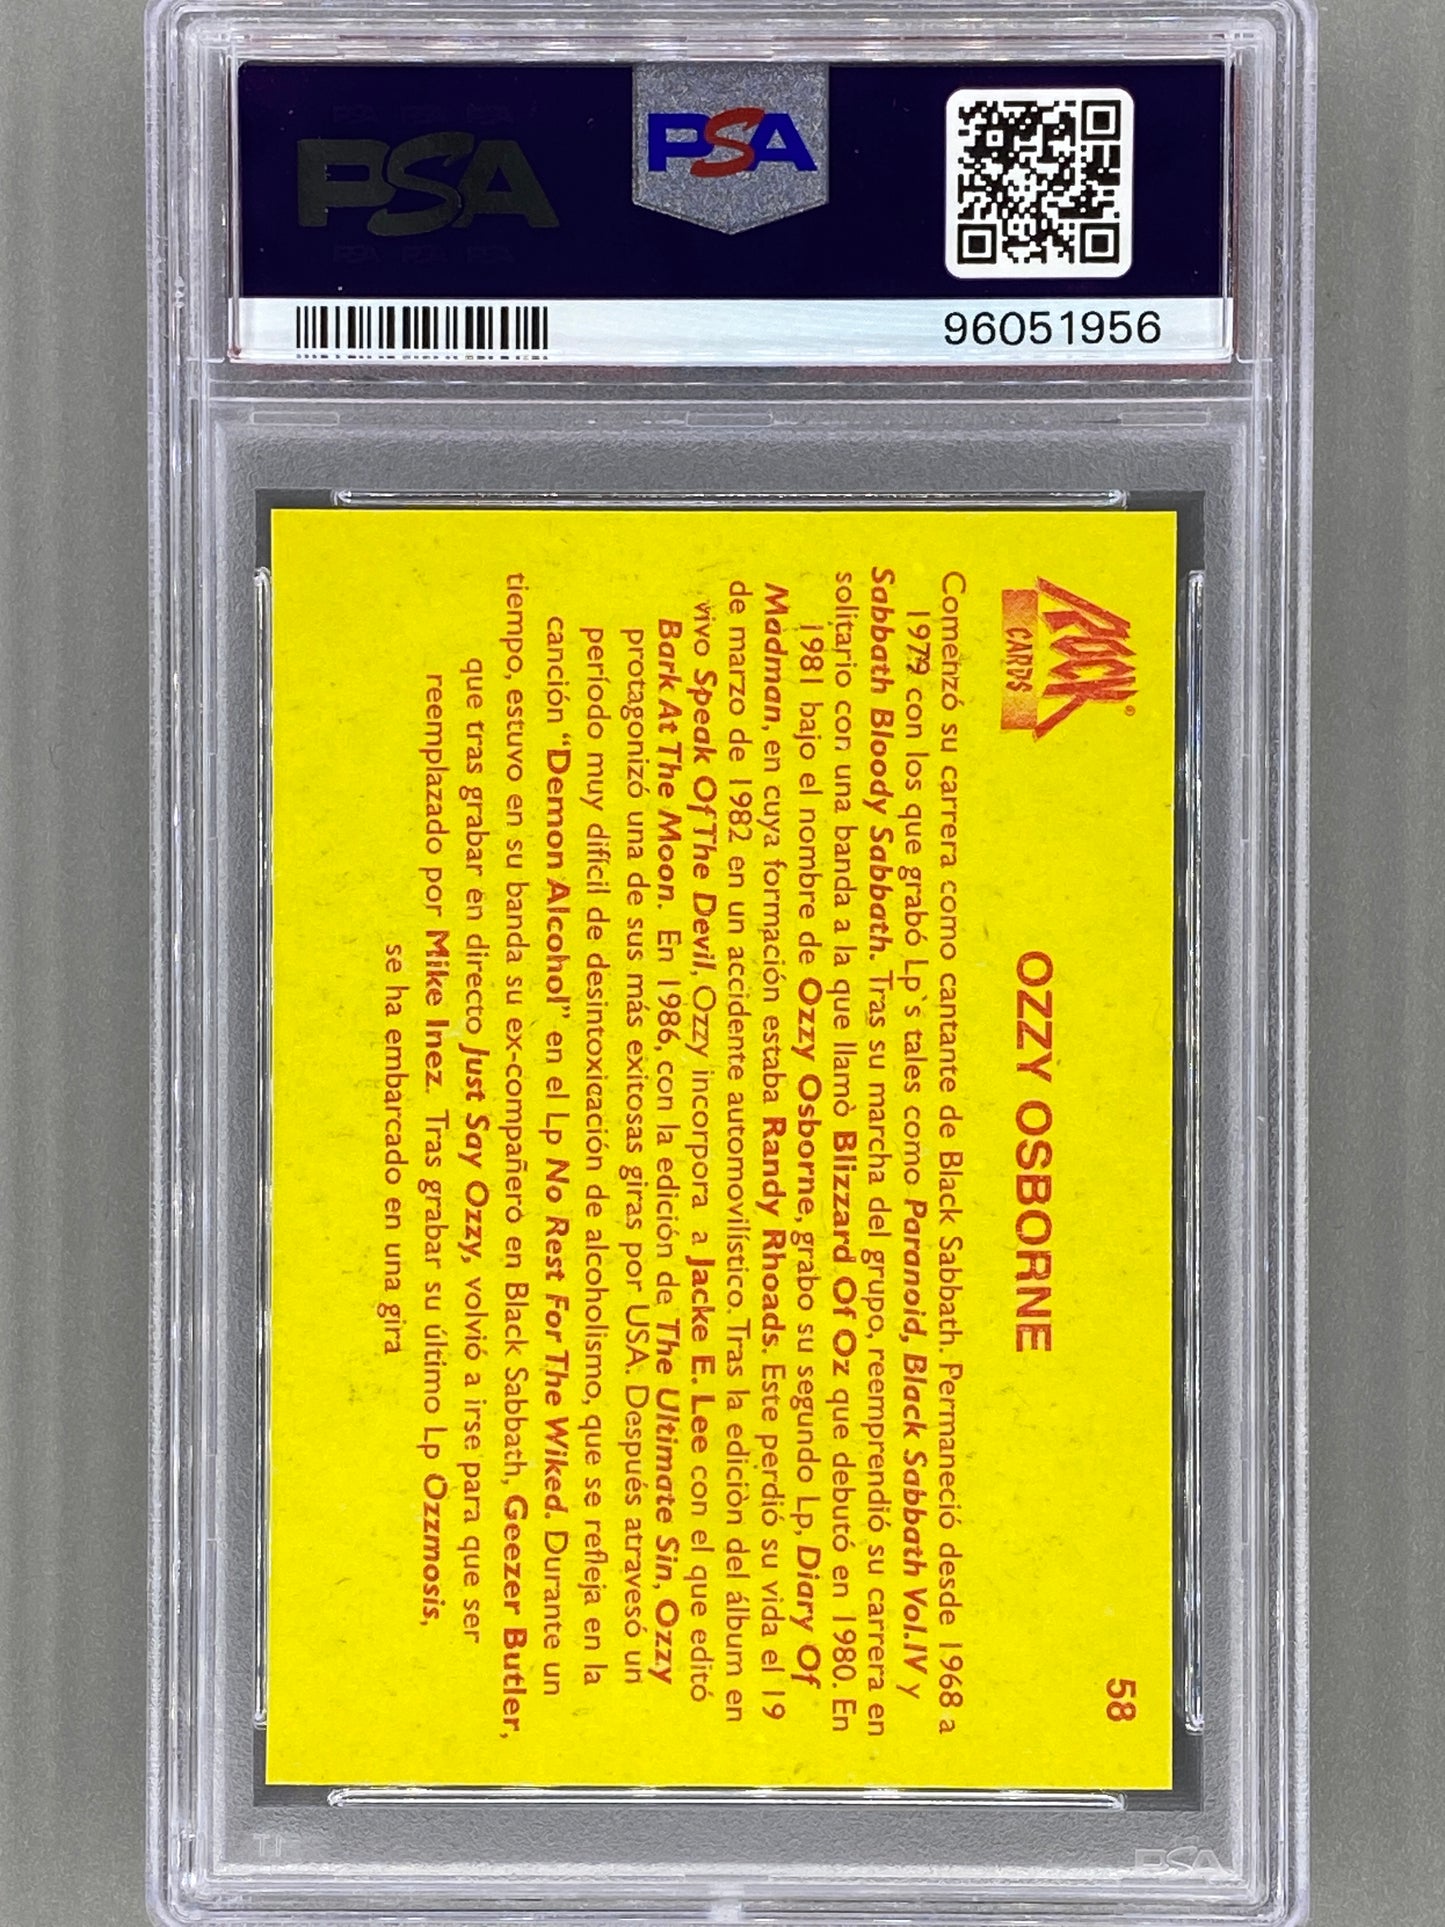 PSA
PSA
96051956
ROCK®
CARDS
58
OZZY OSBORNE
Comenzó su carrera como cantante de Black Sabbath. Permaneció desde 1968 a
1979 con los que grabó Lp`s tales como Paranoid, Black Sabbath Vol.IV y
Sabbath Bloody Sabbath. Tras su marcha del grupo, reemprendió su carrera en
solitario con una banda a la que llamò Blizzard Of Oz que debutó en 1980. En
1981 bajo el nombre de Ozzy Osborne, grabo su segundo Lp, Diary Of
Madman, en cuya formación estaba Randy Rhoads. Este perdió su vida el 19
de marzo de 1982 en un accidente automovilístico. Tras la ediciòn del álbum en
vivo Speak Of The Devil, Ozzy incorpora a Jacke E. Lee con el que editó
Bark At The Moon. En 1986, con la edición de The Ultimate Sin, Ozzy
protagonizó una de sus más exitosas giras por USA. Después atravesó un
período muy difícil de desintoxicación de alcoholismo, que se refleja en la
canción "Demon Alcohol" en el Lp No Rest For The Wiked. Durante un
tiempo, estuvo en su banda su ex-compañero en Black Sabbath, Geezer Butler,
que tras grabar en directo Just Say Ozzy, volvió a irse para que ser
reemplazado por Mike Inez. Tras grabar su último Lp Ozzmosis,
se ha embarcado en una gira
PSA